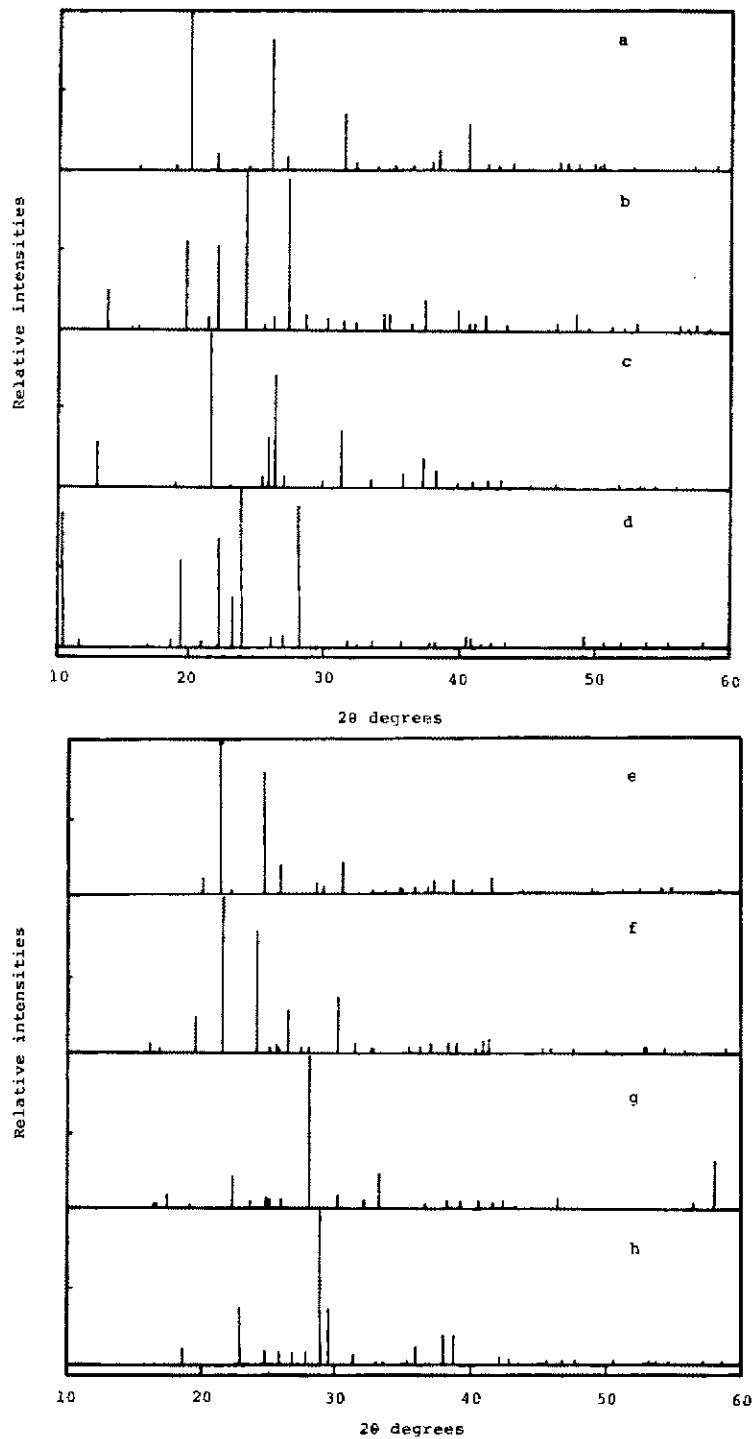 a
b
Relative intensities
c
d
10 20 30 40 50 60
2θ degrees
e
f
Relative intensities
g
h
10 20 30 40 50 60
2θ degrees